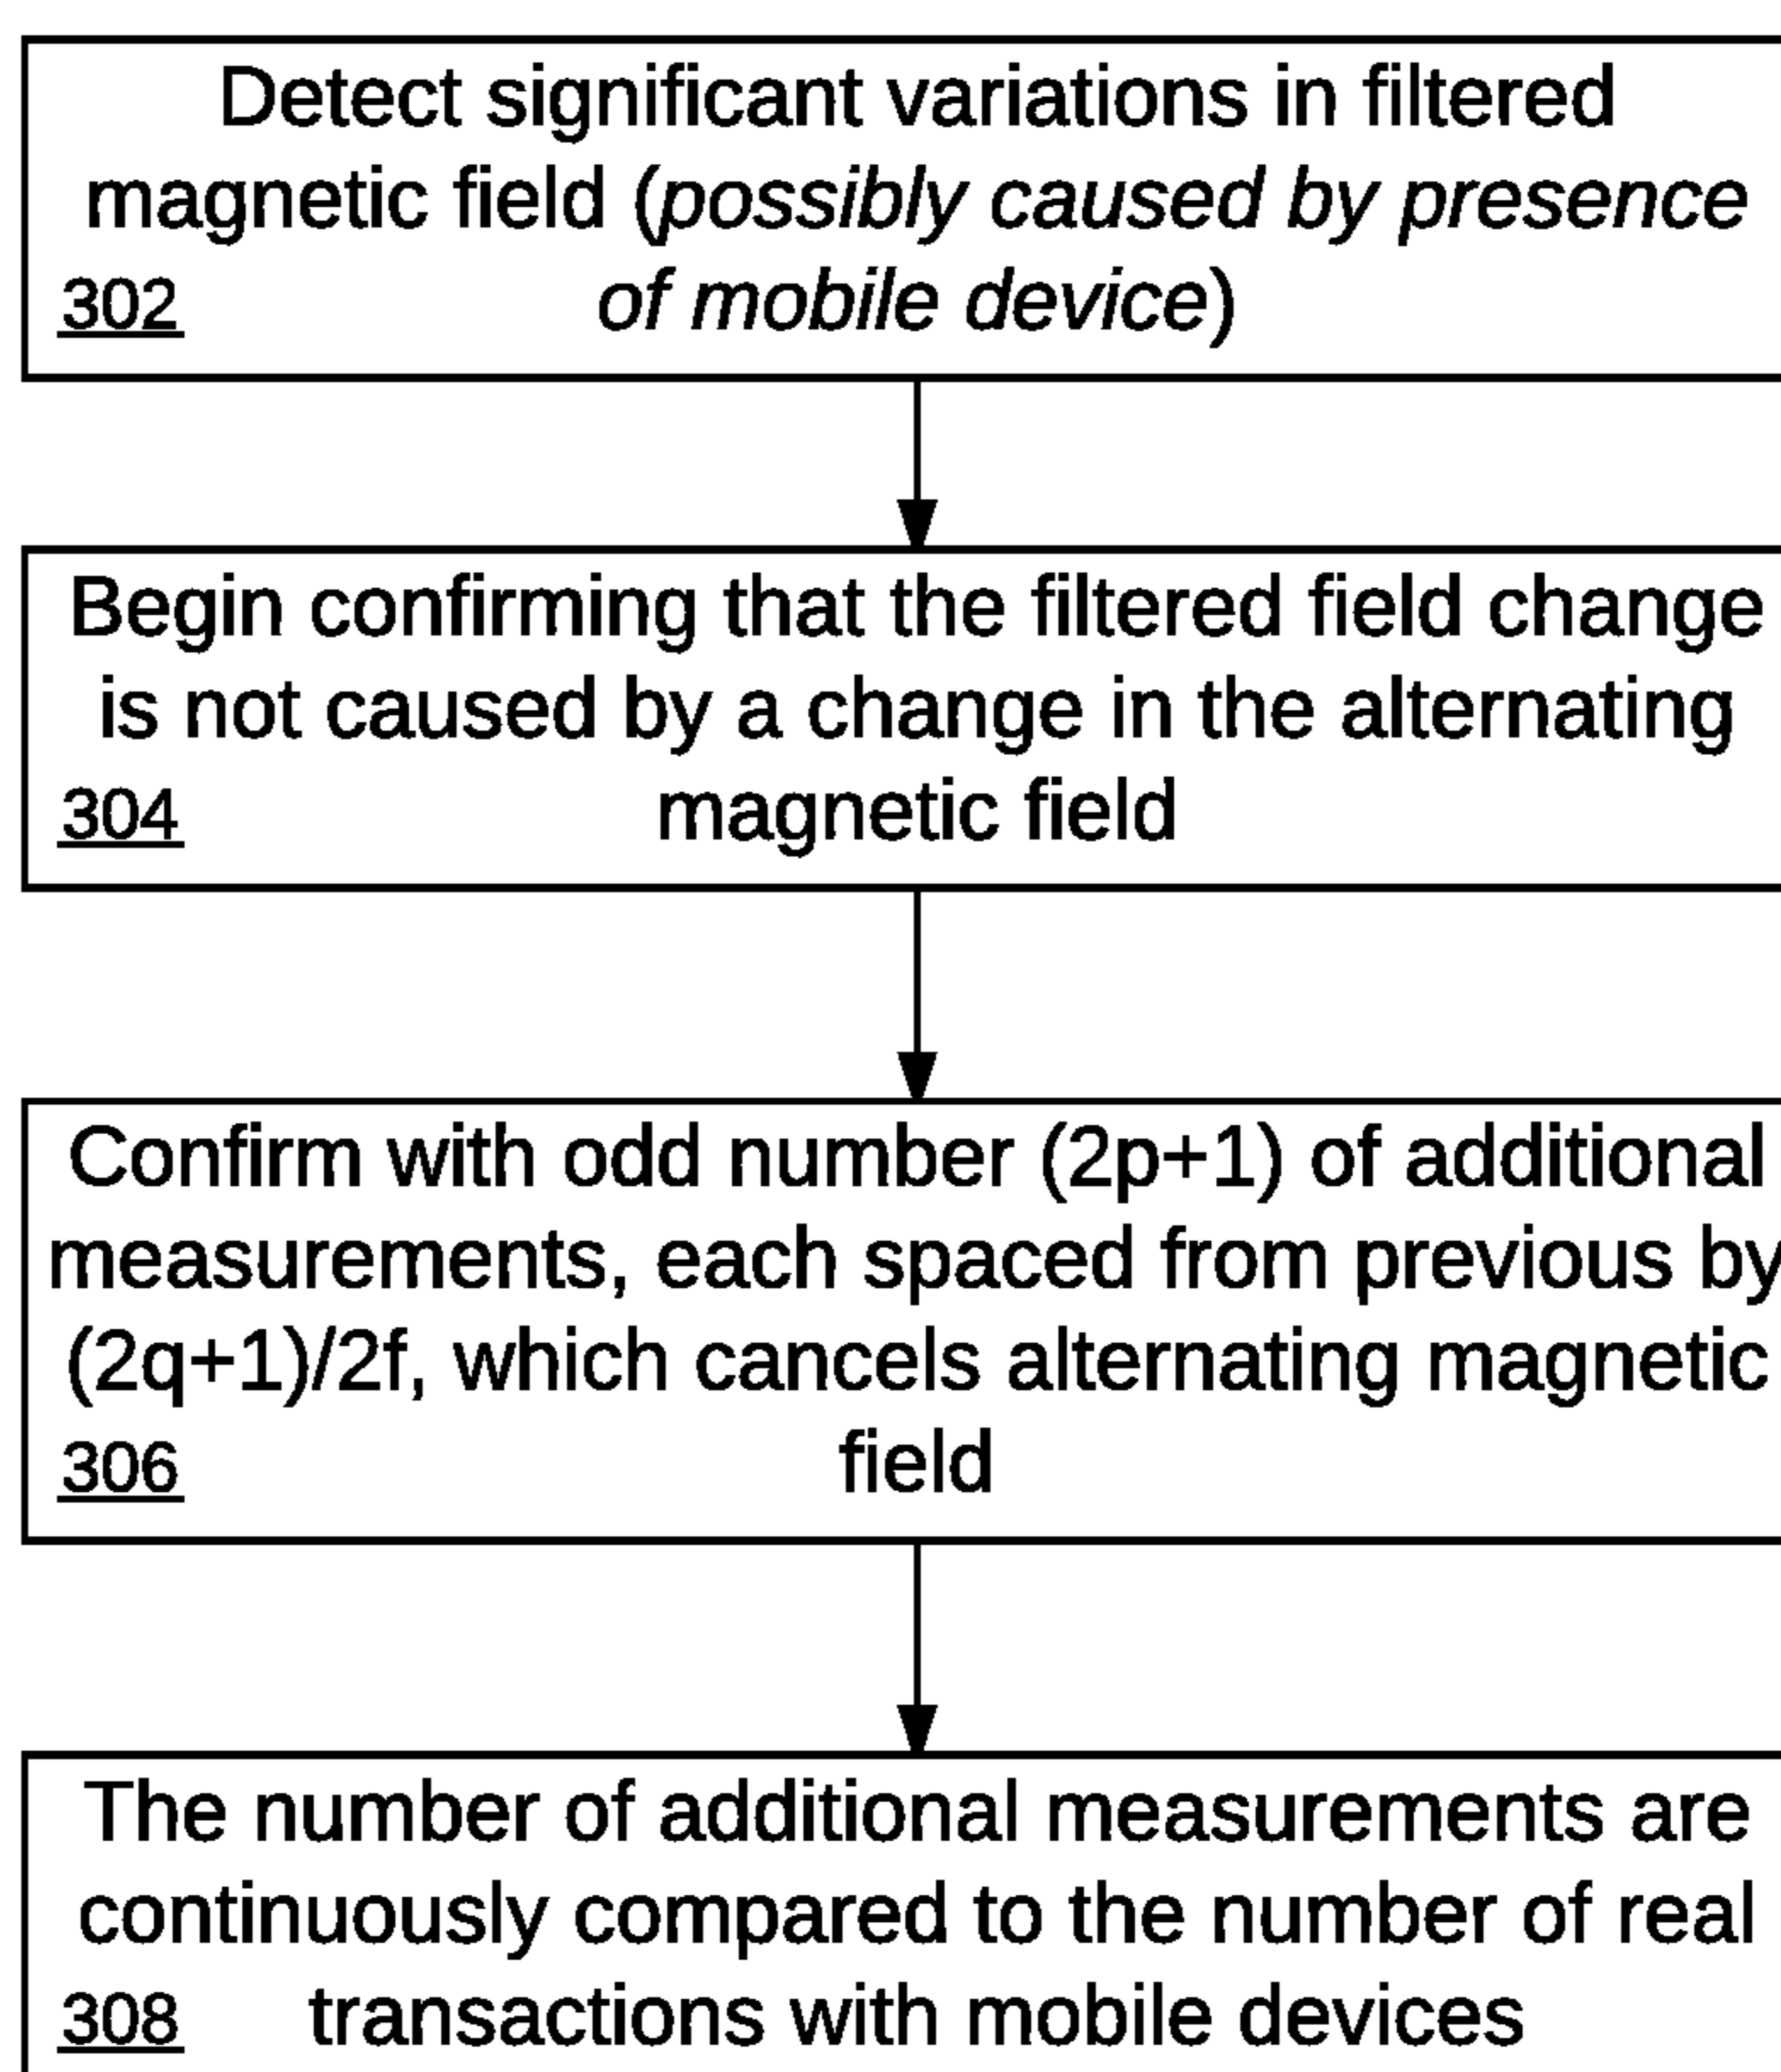 Detect significant variations in filtered
magnetic field (possibly caused by presence
302 of mobile device)
Begin confirming that the filtered field change
is not caused by a change in the alternating
304 magnetic field
Confirm with odd number (2p+1) of additional
measurements, each spaced from previous by
(2q+1)/2f, which cancels alternating magnetic
306 field
The number of additional measurements are
continuously compared to the number of real
308 transactions with mobile devices